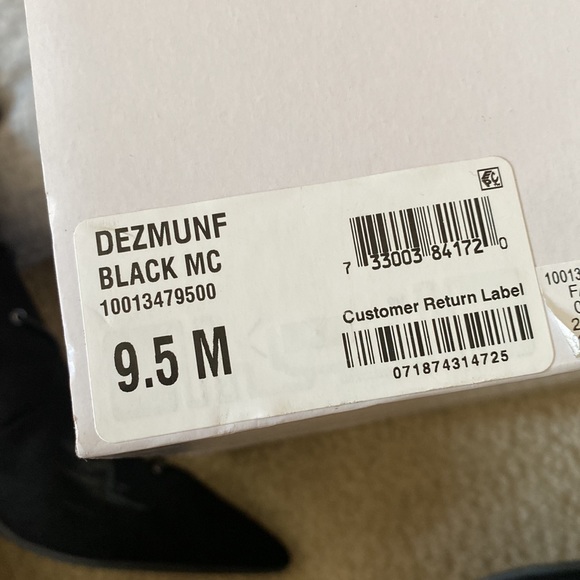 DEZMUNF
BLACK MC
10013479500
9.5 M
7 33003 84172 0
Customer Return Label
071874314725
10013